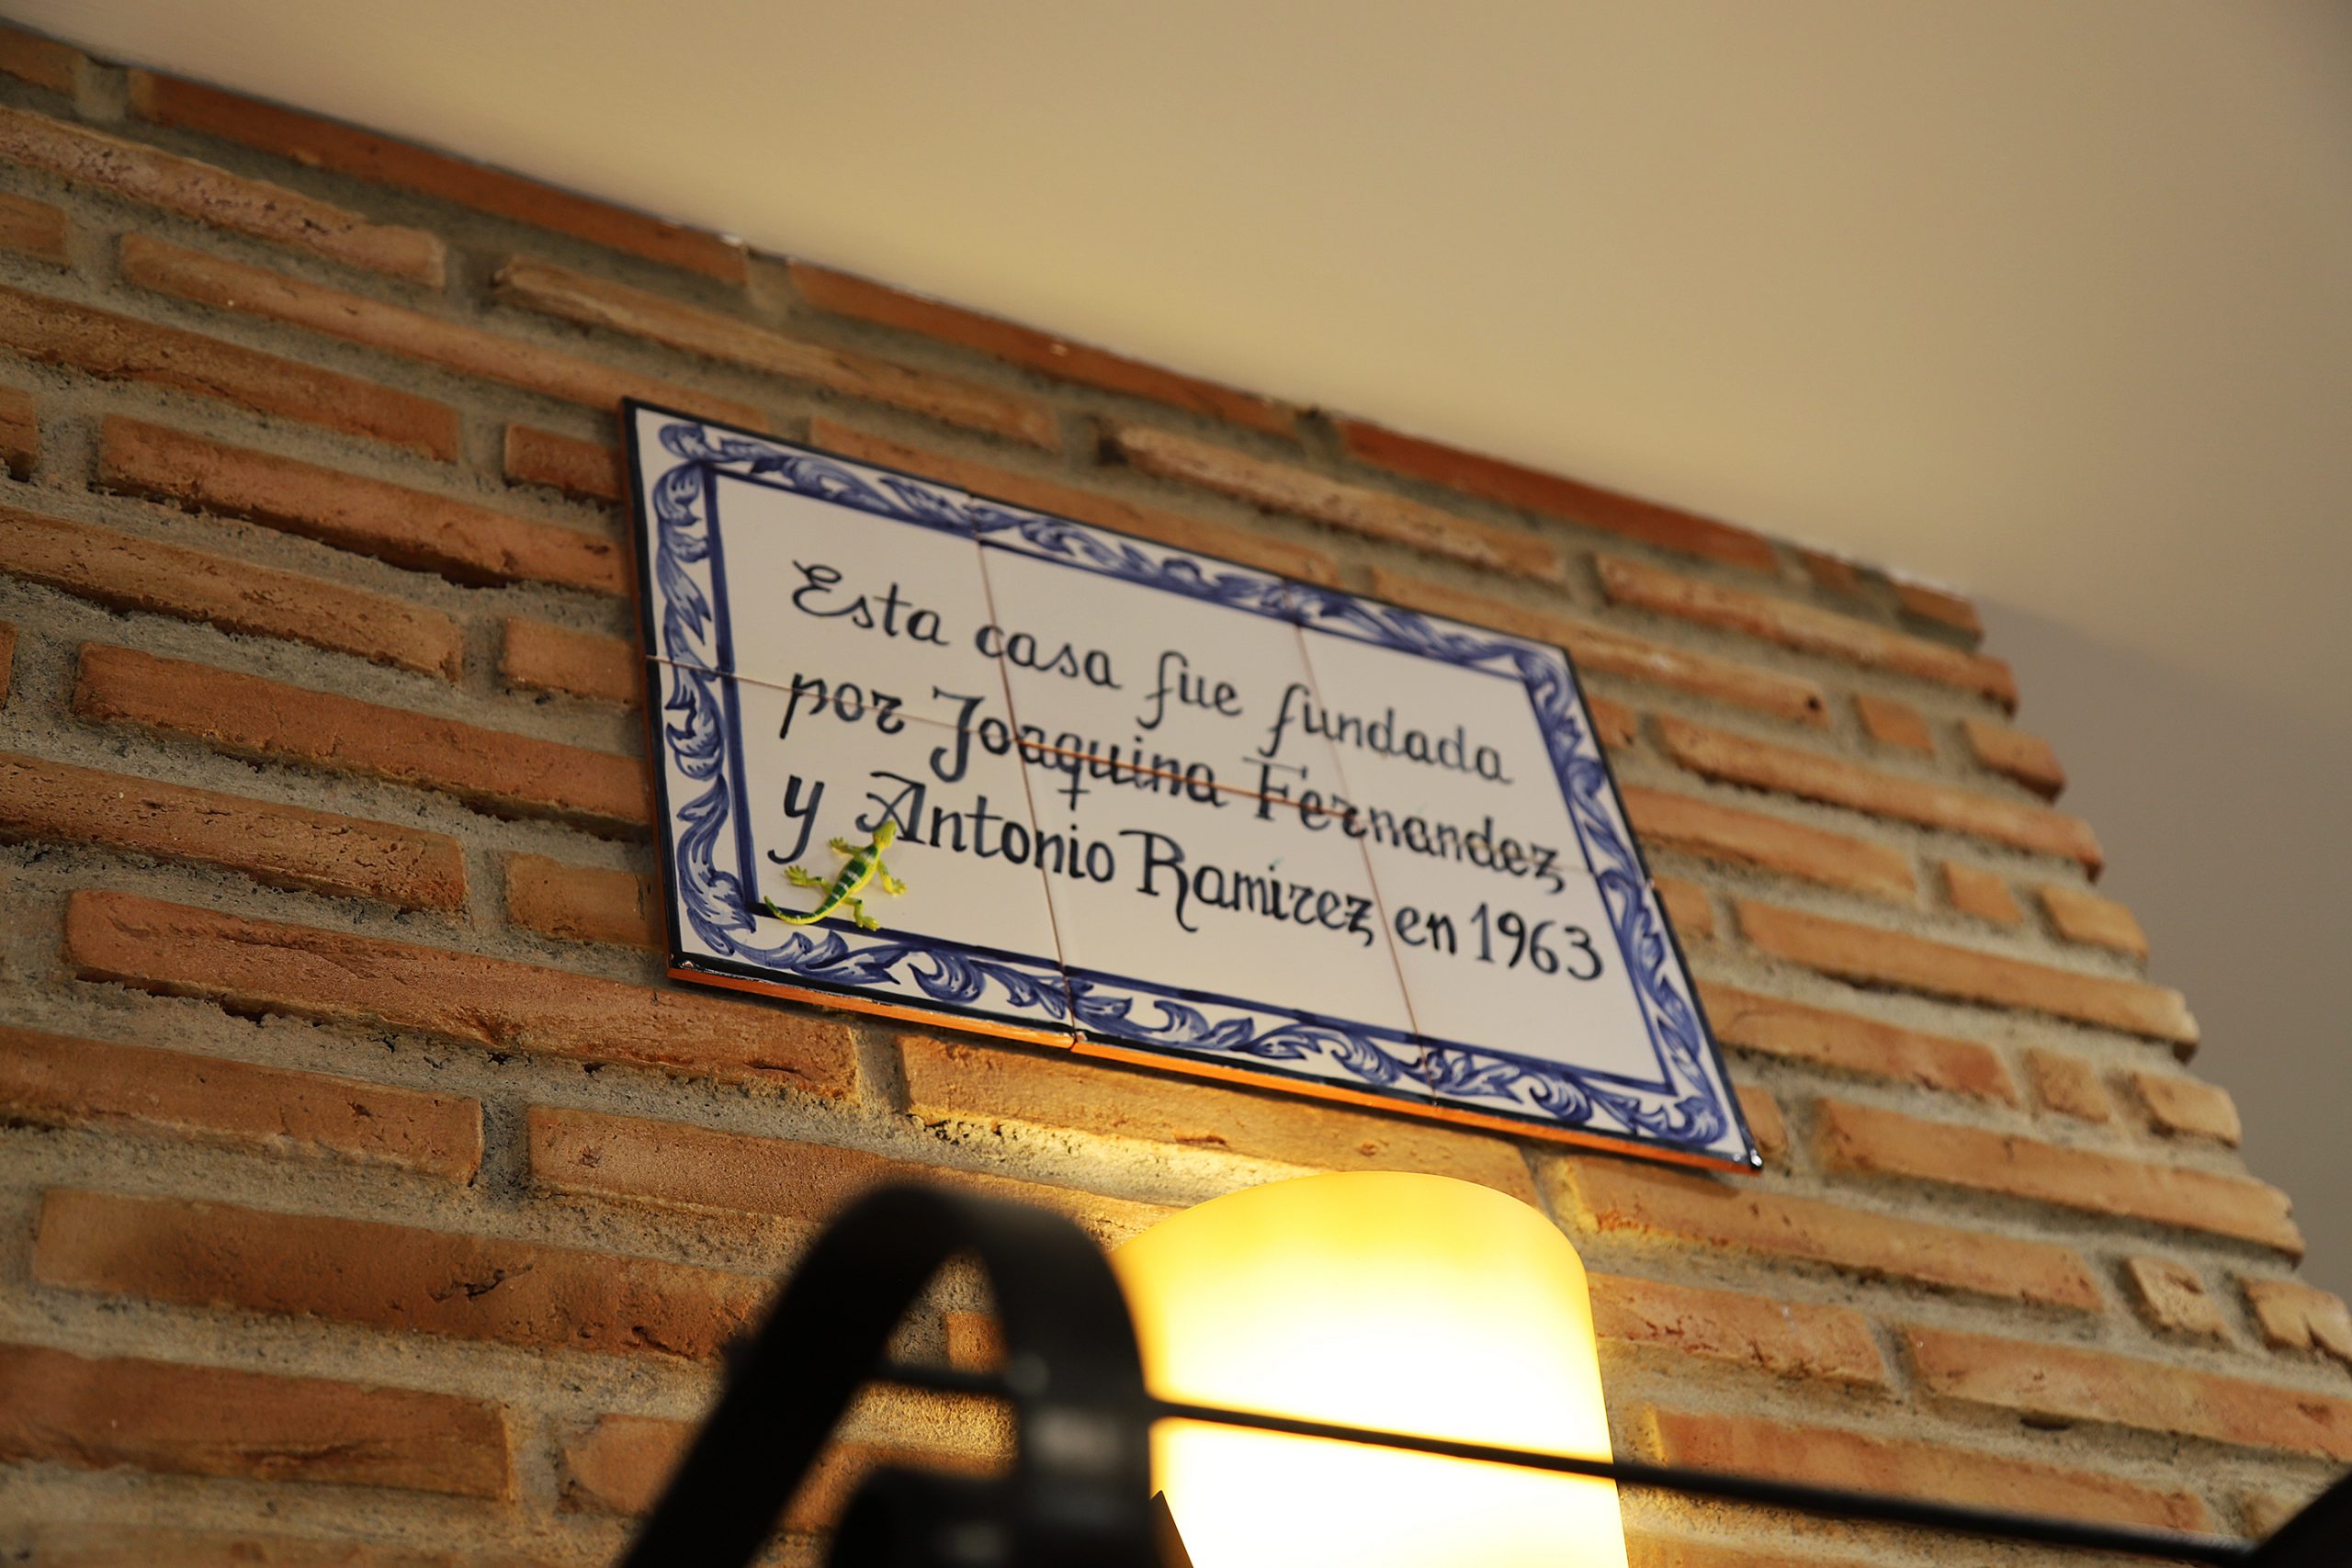 Esta casa fue fundada
por Joaquina Fernandez
y Antonio Ramirez en 1963